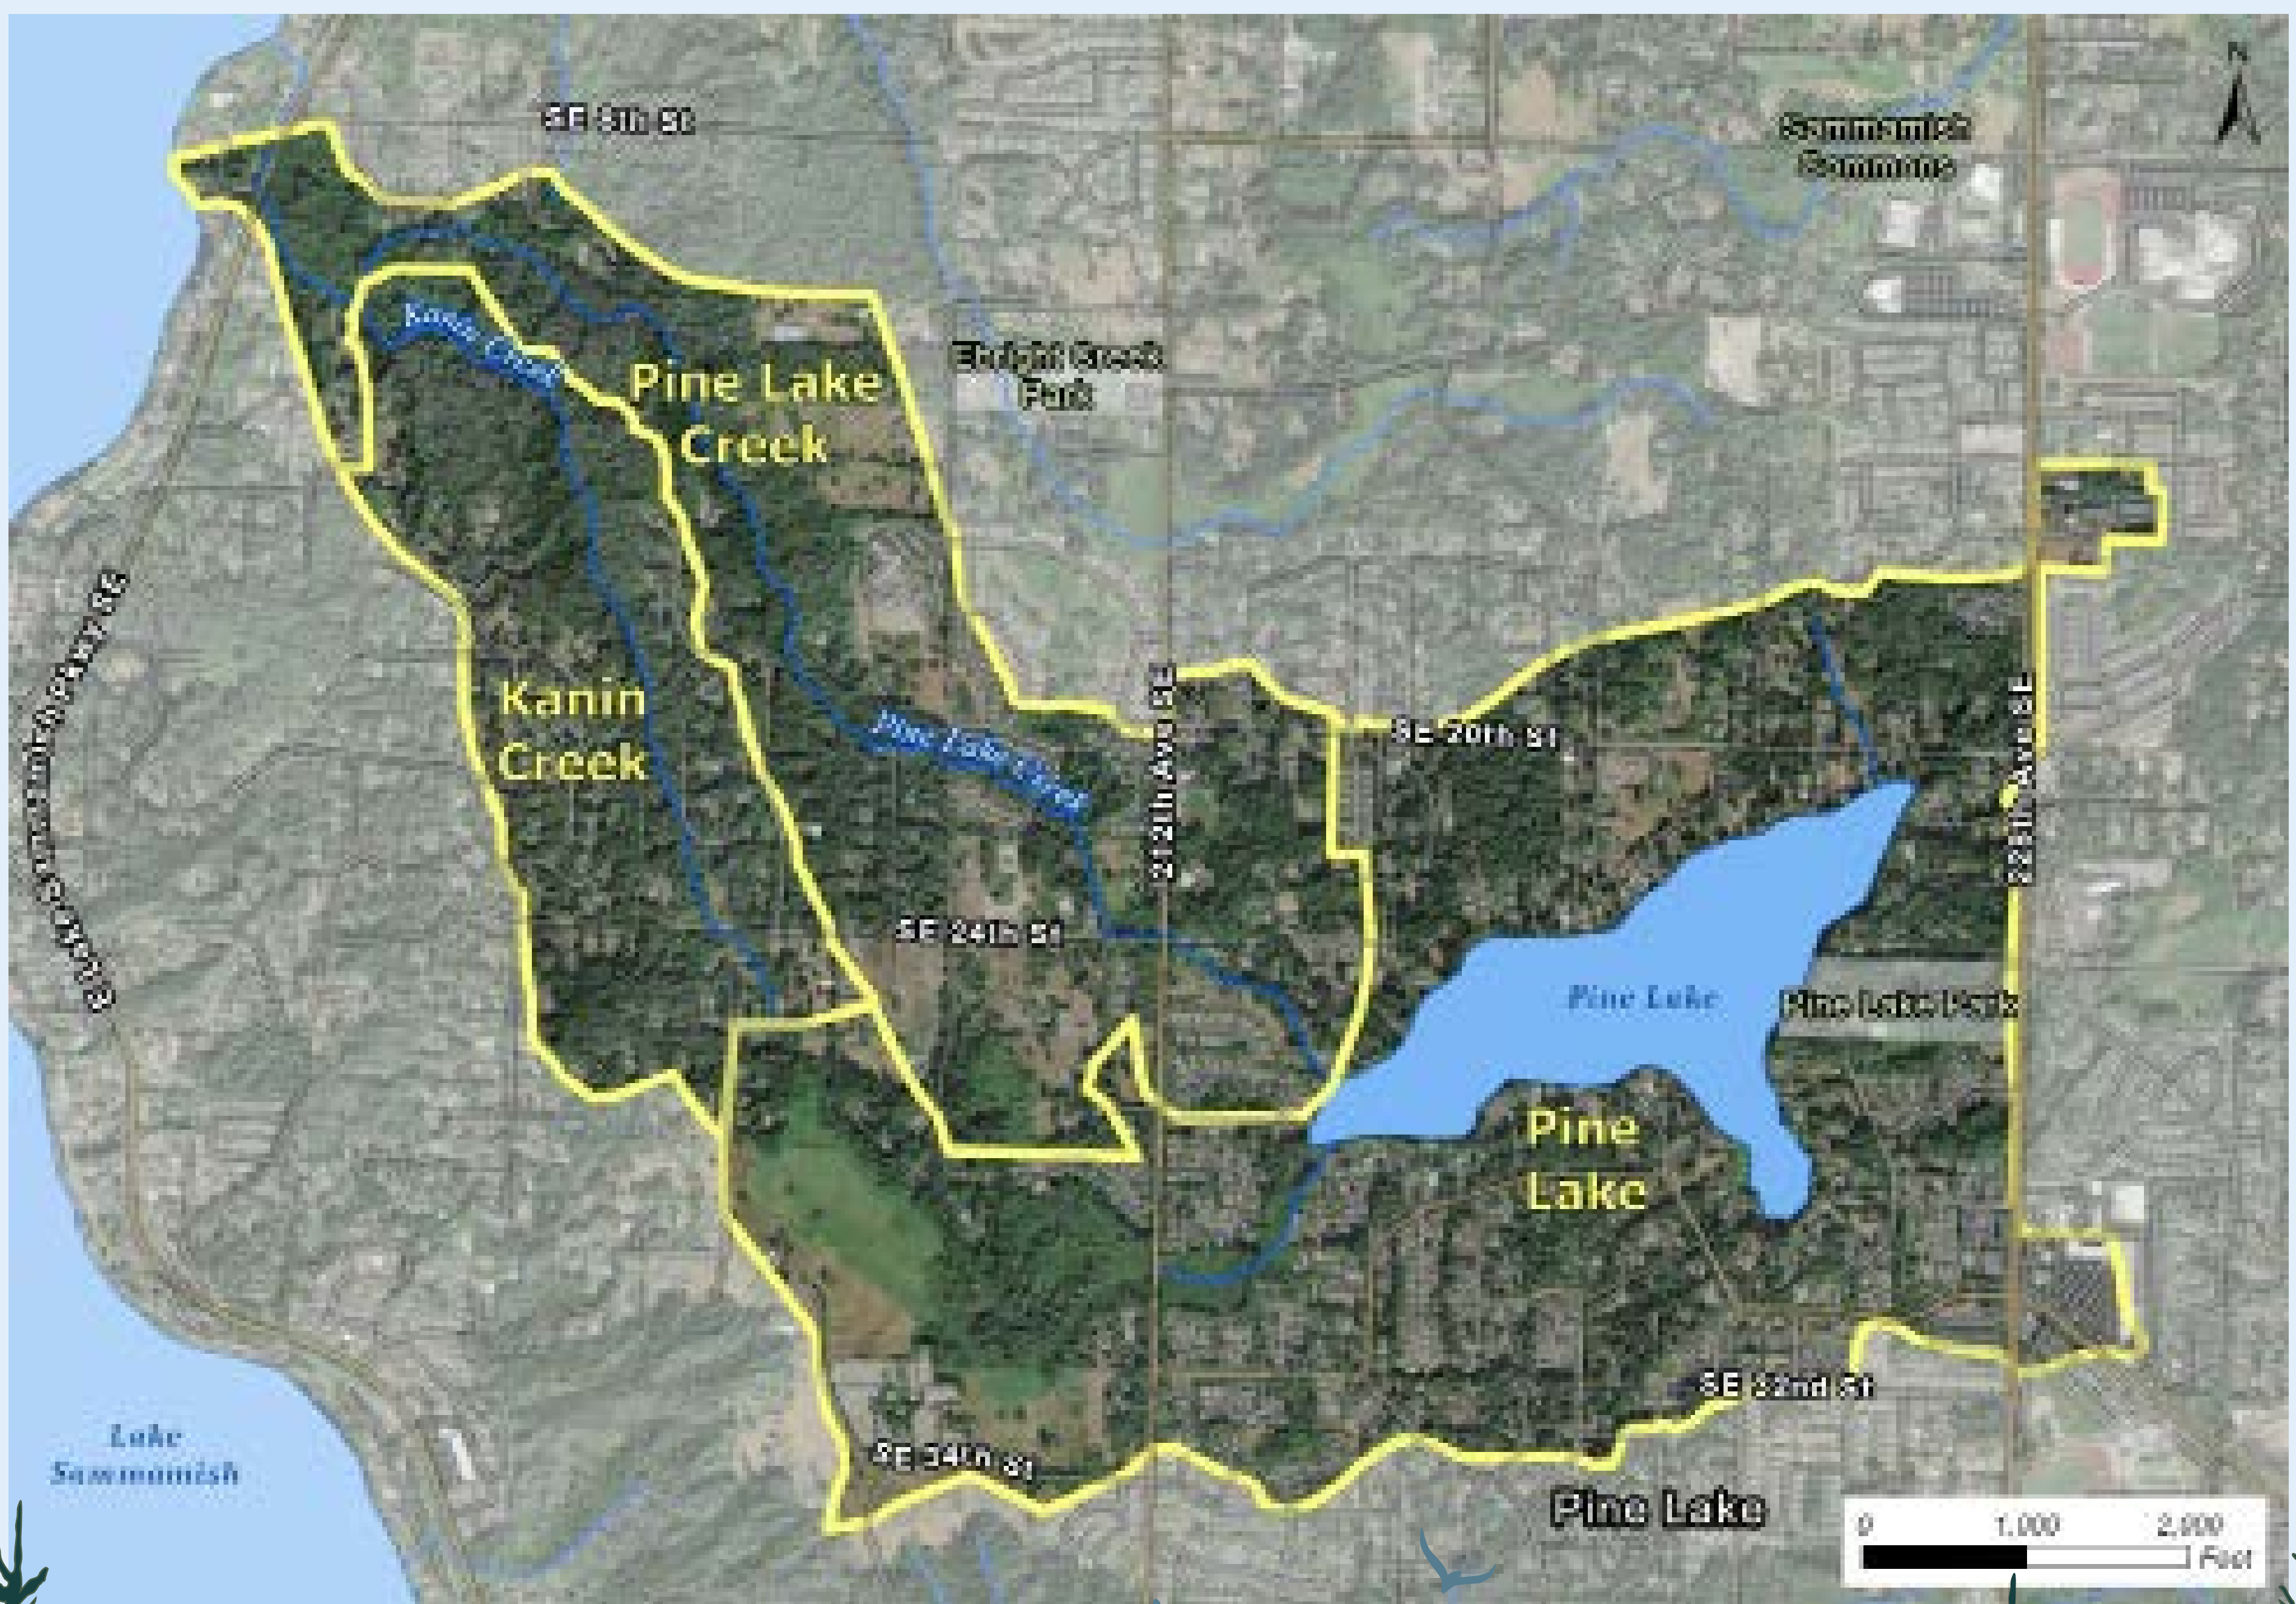 N
SE 8th St
Sammamish
Commons
Kanin Creek
Pine Lake
Creek
Ebright Creek
Park
Kanin
Creek
Pine Lake Creek
212th Ave SE
SE 20th St
228th Ave SE
SE 24th St
Pine Lake
Pine Lake Park
Pine
Lake
SE 32nd St
Lake
Sammamish
SE 34th St
Pine Lake
0 1,000 2,000
Feet